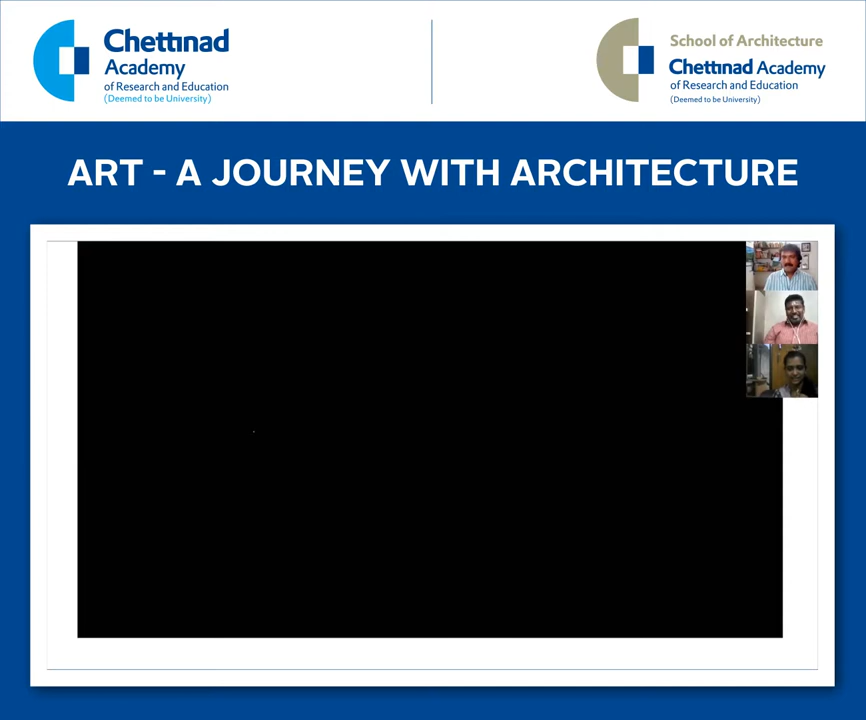 Chettinad
Academy
of Research and Education
(Deemed to be University)
School of Architecture
Chettinad Academy
of Research and Education
(Deemed to be University)
ART - A JOURNEY WITH ARCHITECTURE